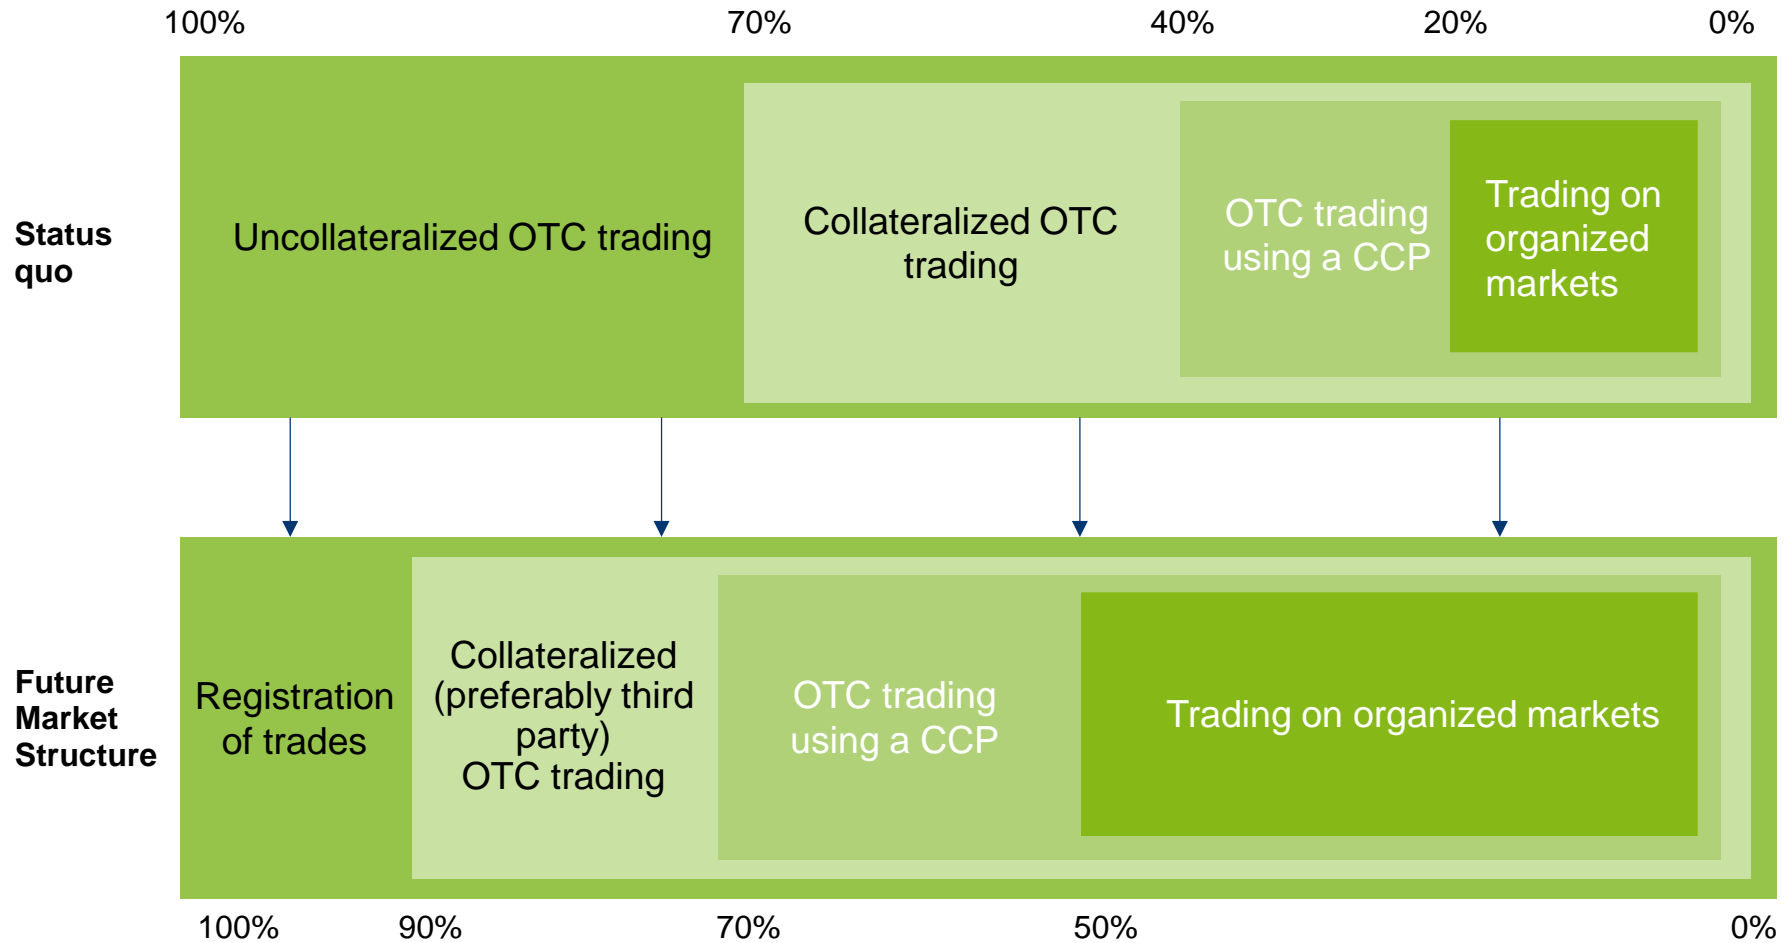 100% 70% 40% 20% 0%
Status
quo
Uncollateralized OTC trading
Collateralized OTC
trading
OTC trading
using a CCP
Trading on
organized
markets
Future
Market
Structure
Registration
of trades
Collateralized
(preferably third
party)
OTC trading
OTC trading
using a CCP
Trading on organized markets
100% 90% 70% 50% 0%